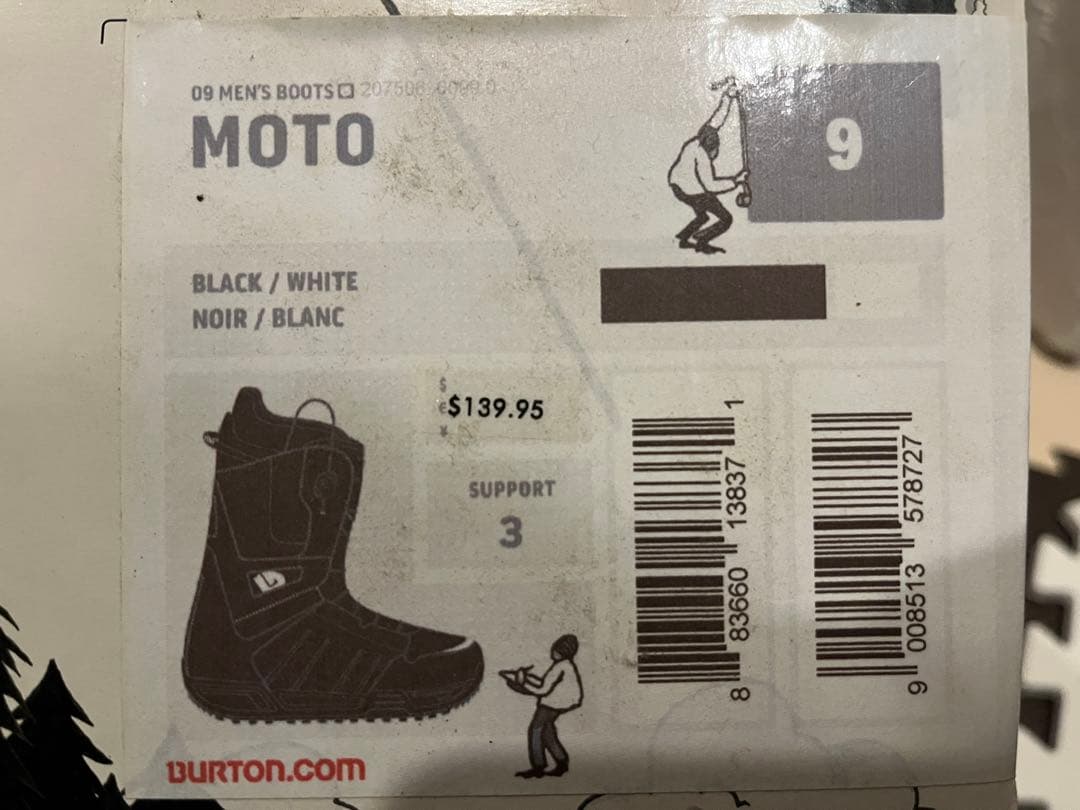 09 MEN'S BOOTS
MOTO
9
BLACK / WHITE
NOIR / BLANC
$
€
¥
$139.95
SUPPORT
3
8 83660 13837 1
9 008513 578727
BURTON.COM